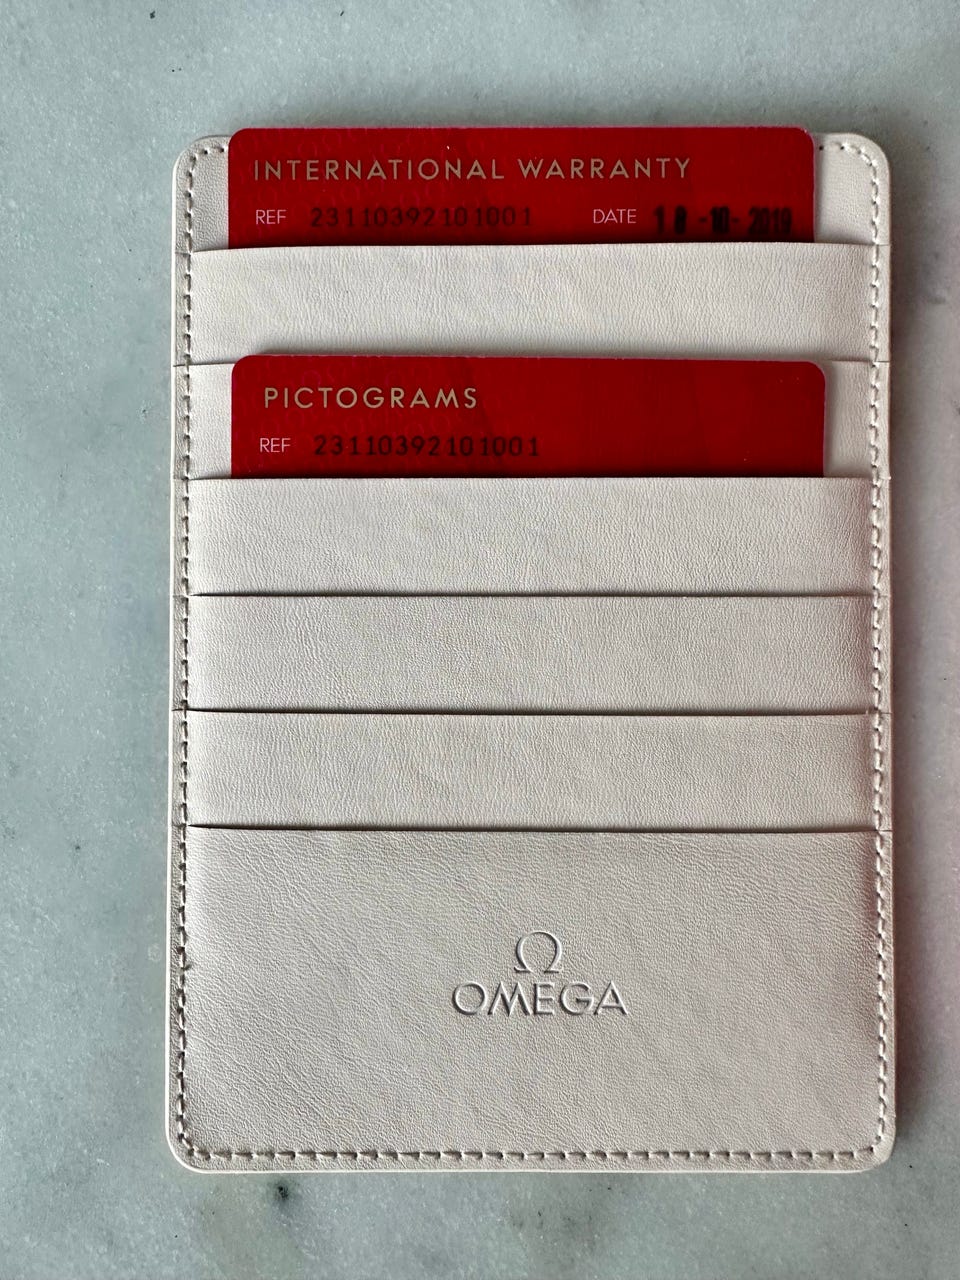 INTERNATIONAL WARRANTY
REF 23110392101001 DATE 18-10-2019
PICTOGRAMS
REF 23110392101001
Ω
OMEGA